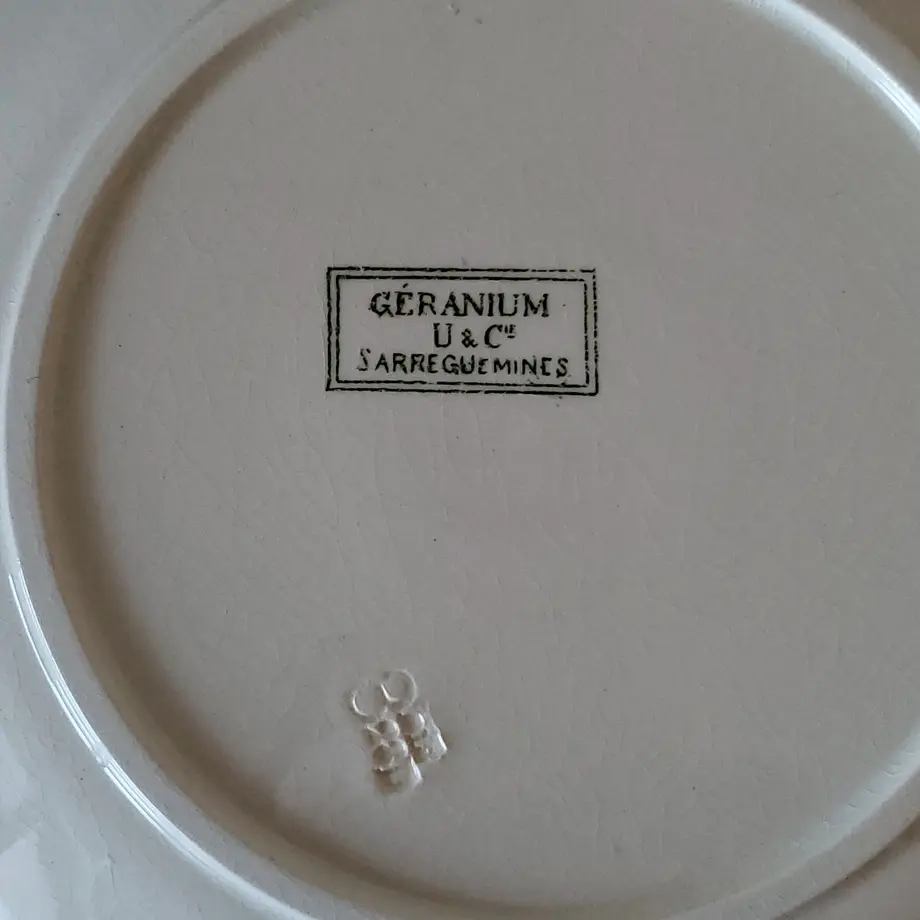 GÉRANIUM
U & Cᴵᴱ
SARREGUEMINES